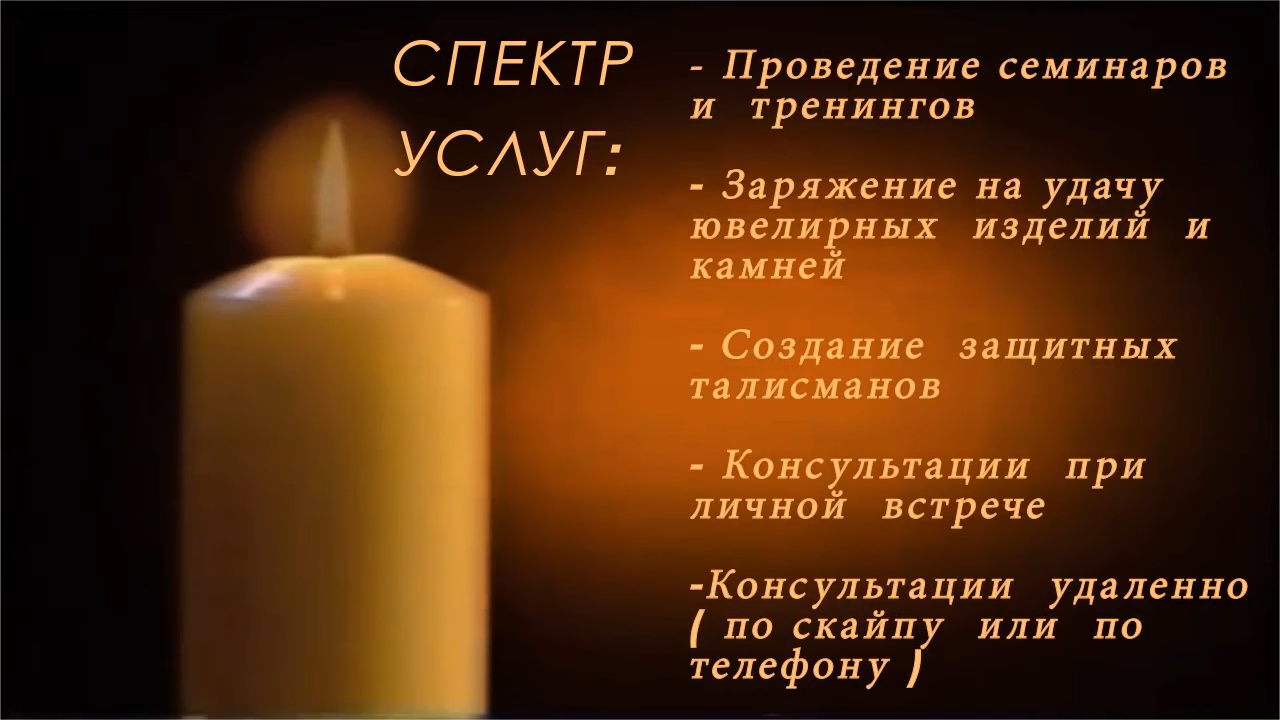 СПЕКТР
УСЛУГ:
- Проведение семинаров
и тренингов
- Заряжение на удачу
ювелирных изделий и
камней
- Создание защитных
талисманов
- Консультации при
личной встрече
-Консультации удаленно
( по скайпу или по
телефону )